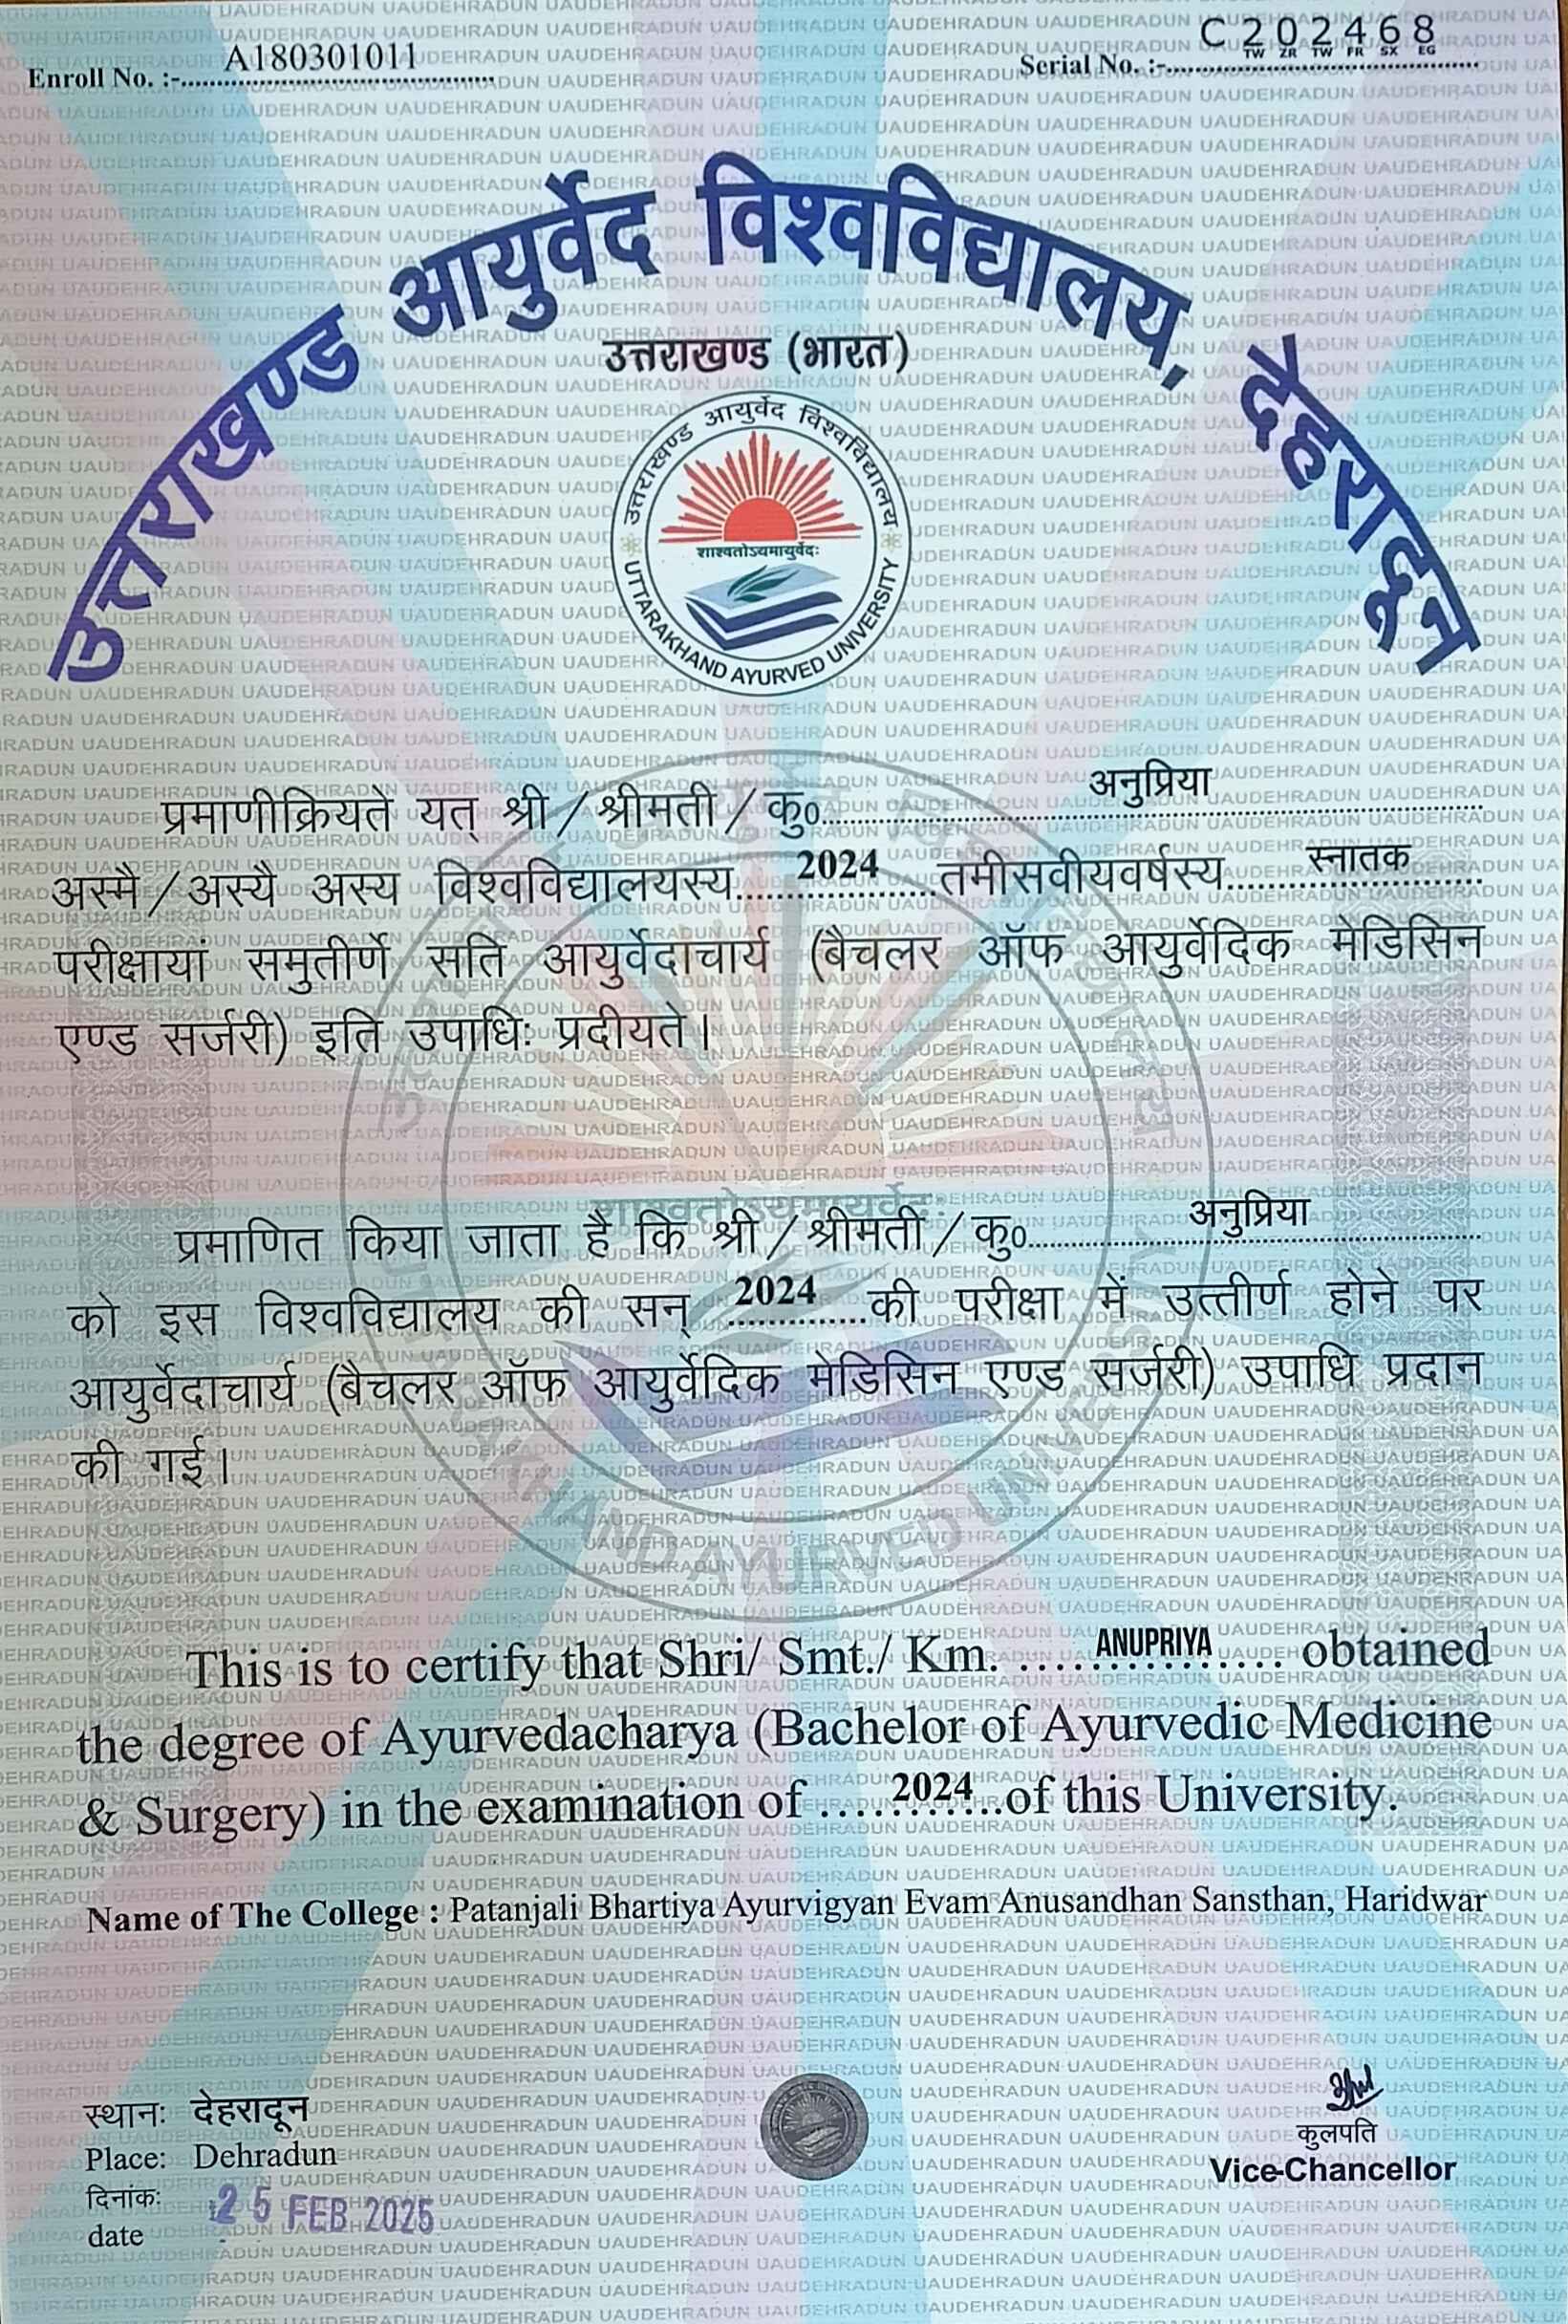 Enroll No. :- A180301011
Serial No. :- C 202468
TW ZR TW FR SX EG
उत्तराखण्ड आयुर्वेद विश्वविद्यालय, देहरादून
उत्तराखण्ड (भारत)
उत्तराखण्ड आयुर्वेद विश्वविद्यालय
शाश्वतोऽयमायुर्वेदः
UTTARAKHAND AYURVED UNIVERSITY
प्रमाणीक्रियते यत् श्री / श्रीमती / कु०.......अनुप्रिया.......
अस्मै / अस्यै अस्य विश्वविद्यालयस्य....2024....तमीसवीयवर्षस्य....स्नातक....
परीक्षायां समुतीर्णे सति आयुर्वेदाचार्य (बैचलर ऑफ आयुर्वेदिक मेडिसिन
एण्ड सर्जरी) इति उपाधिः प्रदीयते।
प्रमाणित किया जाता है कि श्री / श्रीमती / कु०.......अनुप्रिया.......
को इस विश्वविद्यालय की सन् ....2024....की परीक्षा में उत्तीर्ण होने पर
आयुर्वेदाचार्य (बैचलर ऑफ आयुर्वेदिक मेडिसिन एण्ड सर्जरी) उपाधि प्रदान
की गई।
This is to certify that Shri/ Smt./ Km. ....ANUPRIYA.... obtained
the degree of Ayurvedacharya (Bachelor of Ayurvedic Medicine
& Surgery) in the examination of ....2024....of this University.
Name of The College : Patanjali Bhartiya Ayurvigyan Evam Anusandhan Sansthan, Haridwar
स्थानः देहरादून
Place: Dehradun
दिनांकः
date 25 FEB 2025
कुलपति
Vice-Chancellor